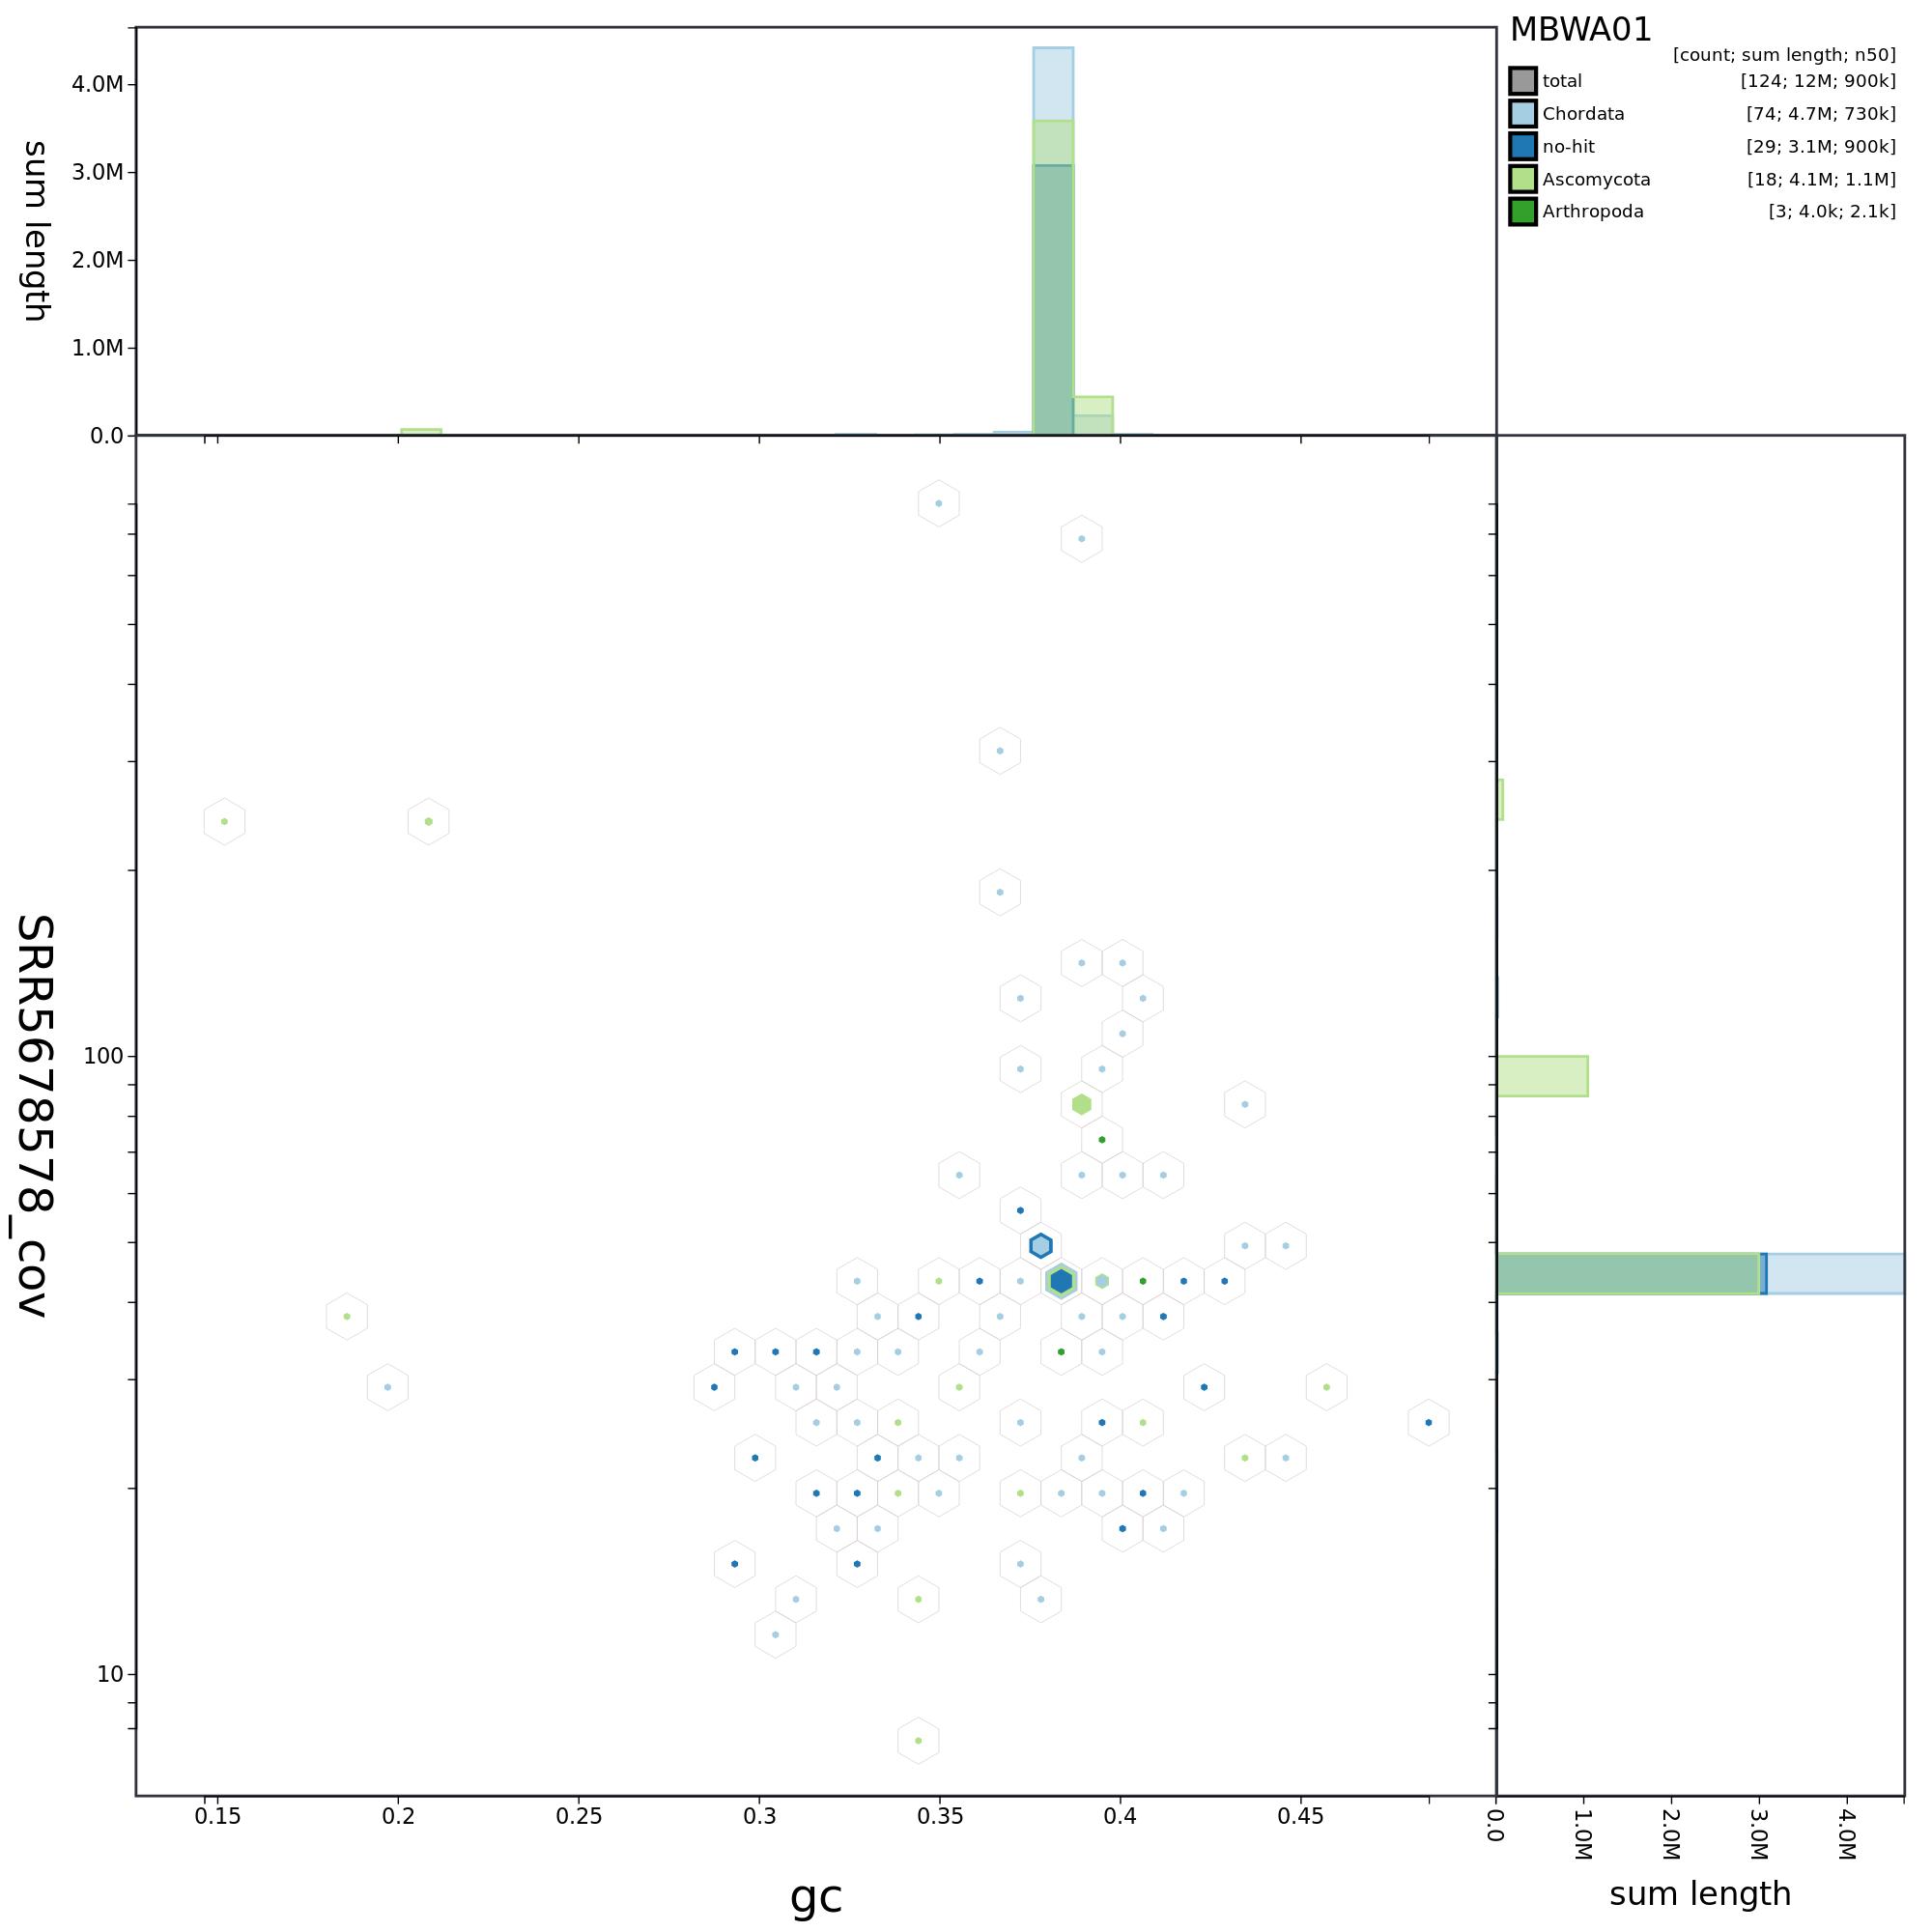 MBWA01
[count; sum length; n50]
total [124; 12M; 900k]
Chordata [74; 4.7M; 730k]
no-hit [29; 3.1M; 900k]
Ascomycota [18; 4.1M; 1.1M]
Arthropoda [3; 4.0k; 2.1k]
sum length
4.0M
3.0M
2.0M
1.0M
0.0
SRR5678578_cov
100
10
0.15 0.2 0.25 0.3 0.35 0.4 0.45
gc
0.0 1.0M 2.0M 3.0M 4.0M
sum length